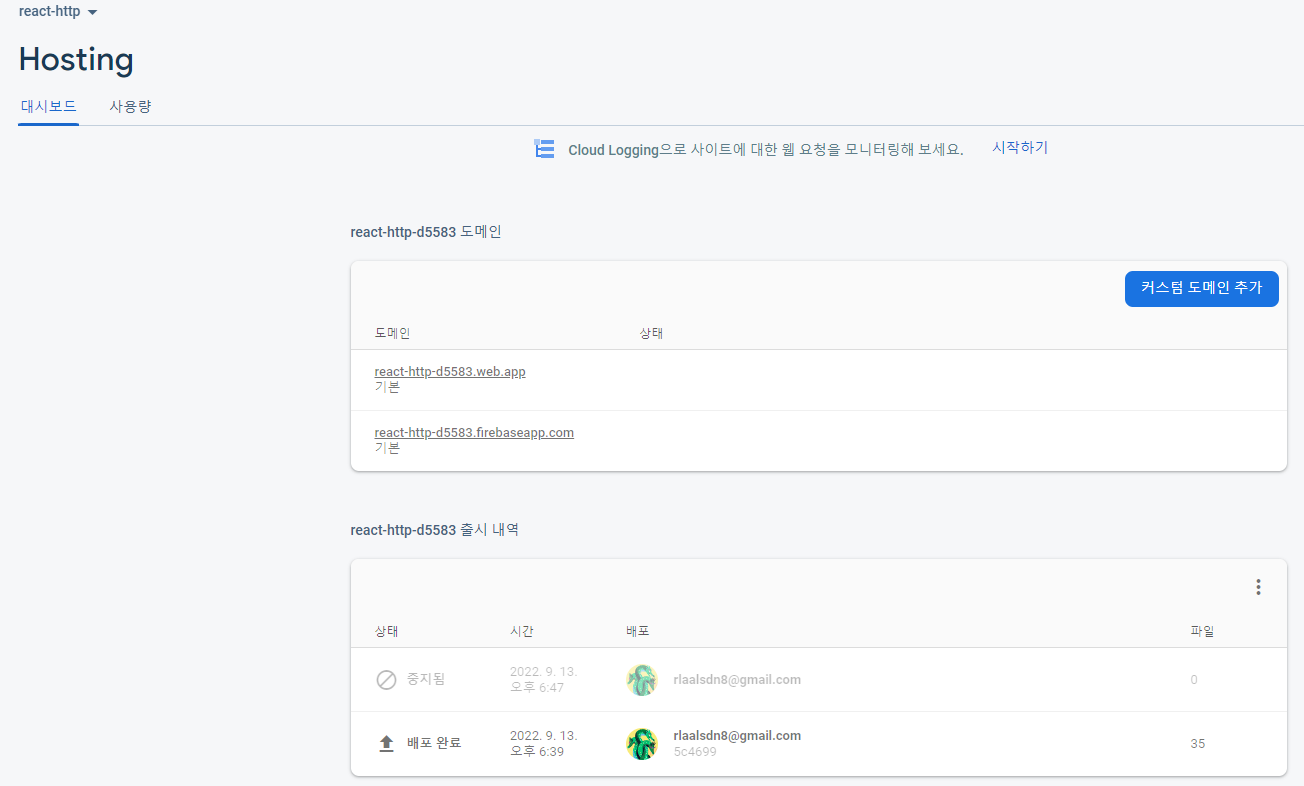 react-http
Hosting
대시보드 사용량
Cloud Logging으로 사이트에 대한 웹 요청을 모니터링해 보세요. 시작하기
react-http-d5583 도메인
커스텀 도메인 추가
도메인 상태
react-http-d5583.web.app
기본
react-http-d5583.firebaseapp.com
기본
react-http-d5583 출시 내역
상태 시간 배포 파일
중지됨 2022. 9. 13. 오후 6:47 rlaalsdn8@gmail.com 0
배포 완료 2022. 9. 13. 오후 6:39 rlaalsdn8@gmail.com 5c4699 35